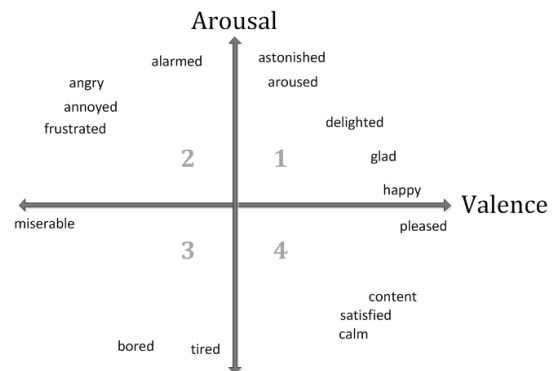 Arousal
alarmed
astonished
angry
aroused
annoyed
frustrated
delighted
2
1
glad
happy
Valence
miserable
pleased
3
4
content
satisfied
calm
bored
tired